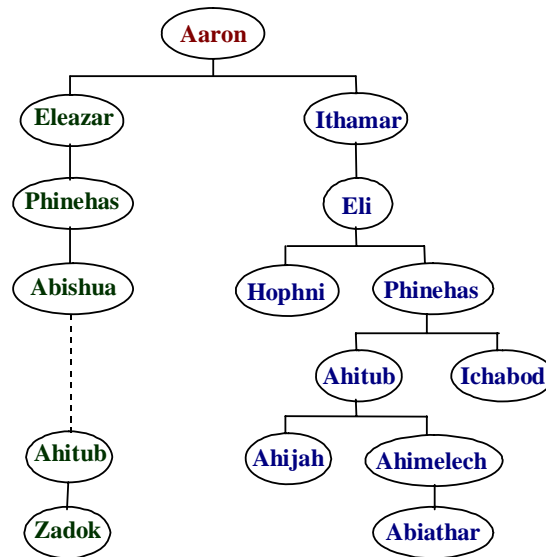 Aaron
Eleazar Ithamar
Phinehas Eli
Abishua Hophni Phinehas
Ahitub Ichabod
Ahitub Ahijah Ahimelech
Zadok Abiathar